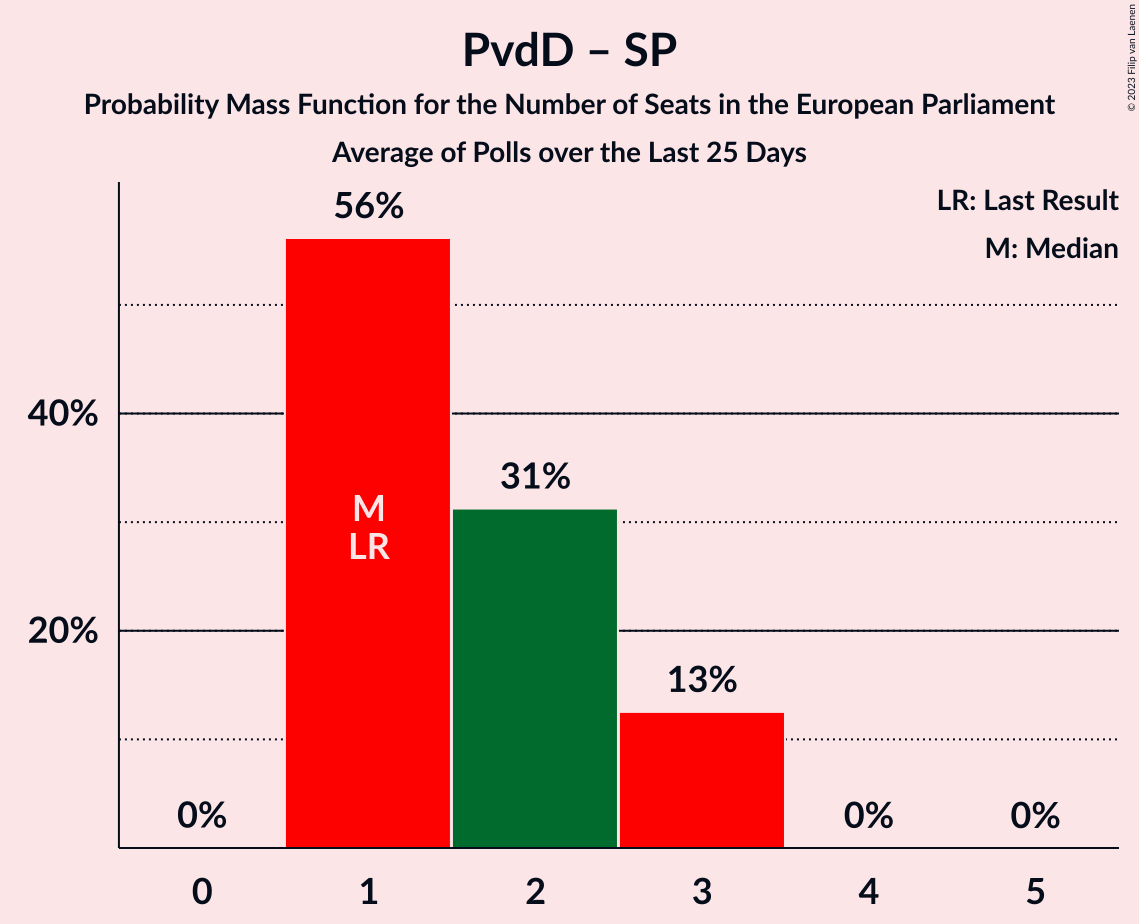 PvdD – SP
Probability Mass Function for the Number of Seats in the European Parliament
Average of Polls over the Last 25 Days
© 2023 Filip van Laenen
LR: Last Result
M: Median
56%
31%
13%
0%
0%
0%
M
LR
40%
20%
0
1
2
3
4
5